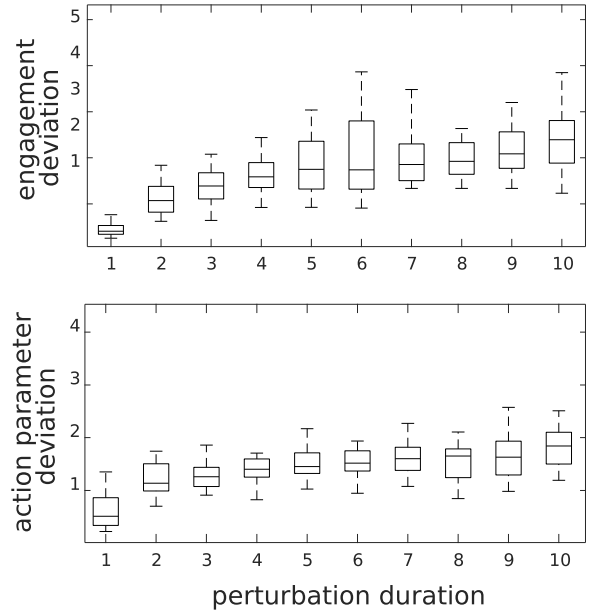 engagement
deviation
5
4
3
2
1
1 2 3 4 5 6 7 8 9 10
action parameter
deviation
4
3
2
1
1 2 3 4 5 6 7 8 9 10
perturbation duration